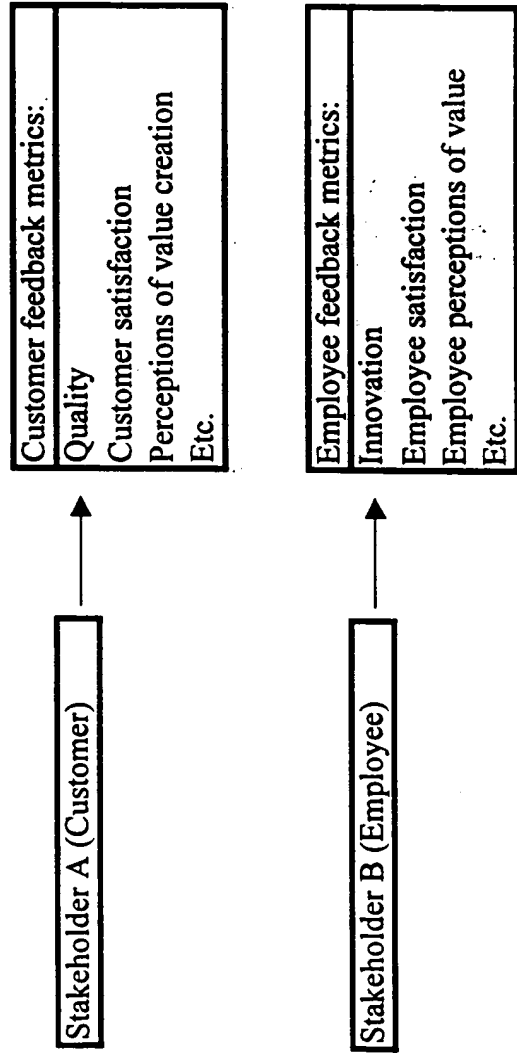 Stakeholder A (Customer)
Customer feedback metrics:
Quality
Customer satisfaction
Perceptions of value creation
Etc.
Stakeholder B (Employee)
Employee feedback metrics:
Innovation
Employee satisfaction
Employee perceptions of value
Etc.